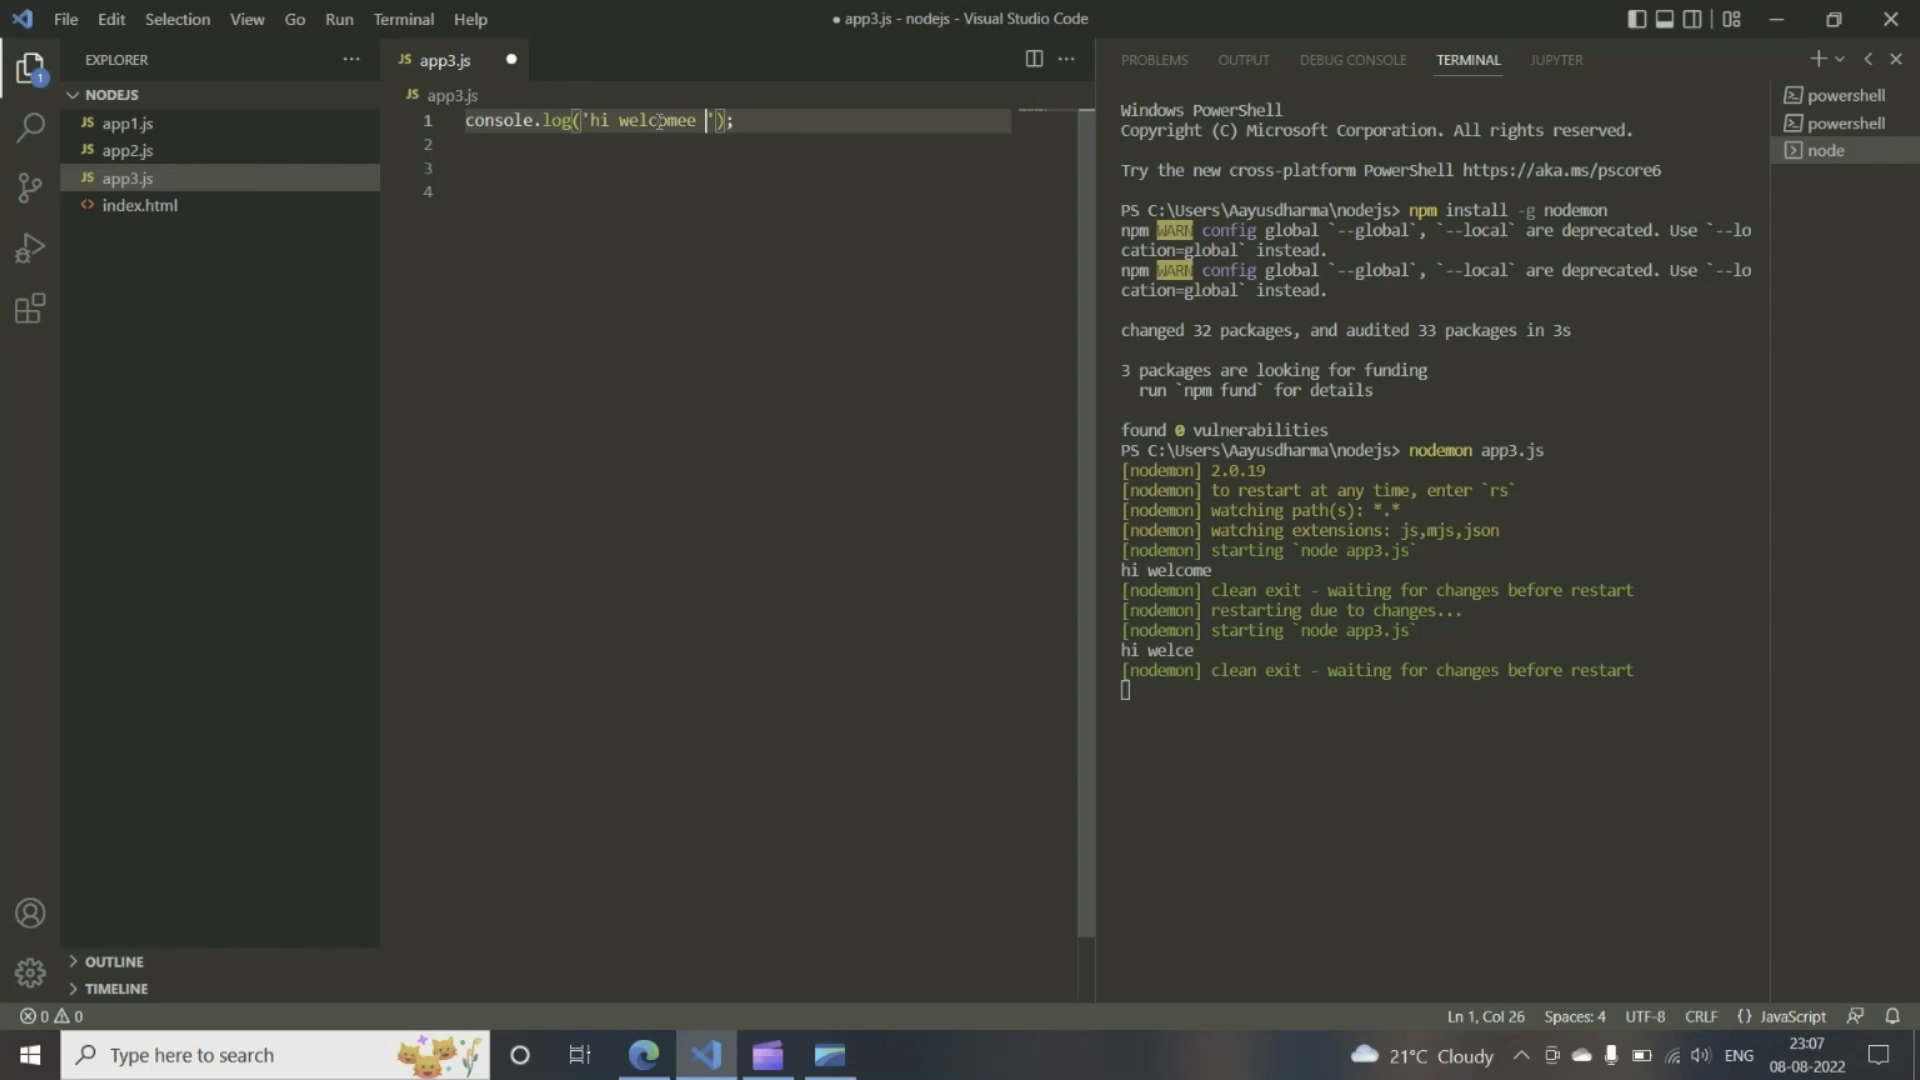 File Edit Selection View Go Run Terminal Help
● app3.js - nodejs - Visual Studio Code
EXPLORER
NODEJS
JS app1.js
JS app2.js
JS app3.js
<> index.html
OUTLINE
TIMELINE
JS app3.js
JS app3.js
1 console.log('hi welcomee ');
2
3
4
PROBLEMS OUTPUT DEBUG CONSOLE TERMINAL JUPYTER
Windows PowerShell
Copyright (C) Microsoft Corporation. All rights reserved.
Try the new cross-platform PowerShell https://aka.ms/pscore6
PS C:\Users\Aayusdharma\nodejs> npm install -g nodemon
npm WARN config global `--global`, `--local` are deprecated. Use `--lo
cation=global` instead.
npm WARN config global `--global`, `--local` are deprecated. Use `--lo
cation=global` instead.
changed 32 packages, and audited 33 packages in 3s
3 packages are looking for funding
run `npm fund` for details
found 0 vulnerabilities
PS C:\Users\Aayusdharma\nodejs> nodemon app3.js
[nodemon] 2.0.19
[nodemon] to restart at any time, enter `rs`
[nodemon] watching path(s): *.*
[nodemon] watching extensions: js,mjs,json
[nodemon] starting `node app3.js`
hi welcome
[nodemon] clean exit - waiting for changes before restart
[nodemon] restarting due to changes...
[nodemon] starting `node app3.js`
hi welce
[nodemon] clean exit - waiting for changes before restart
powershell
powershell
node
1
0 0
Ln 1, Col 26 Spaces: 4 UTF-8 CRLF {} JavaScript
Type here to search
21°C Cloudy
ENG
23:07
08-08-2022